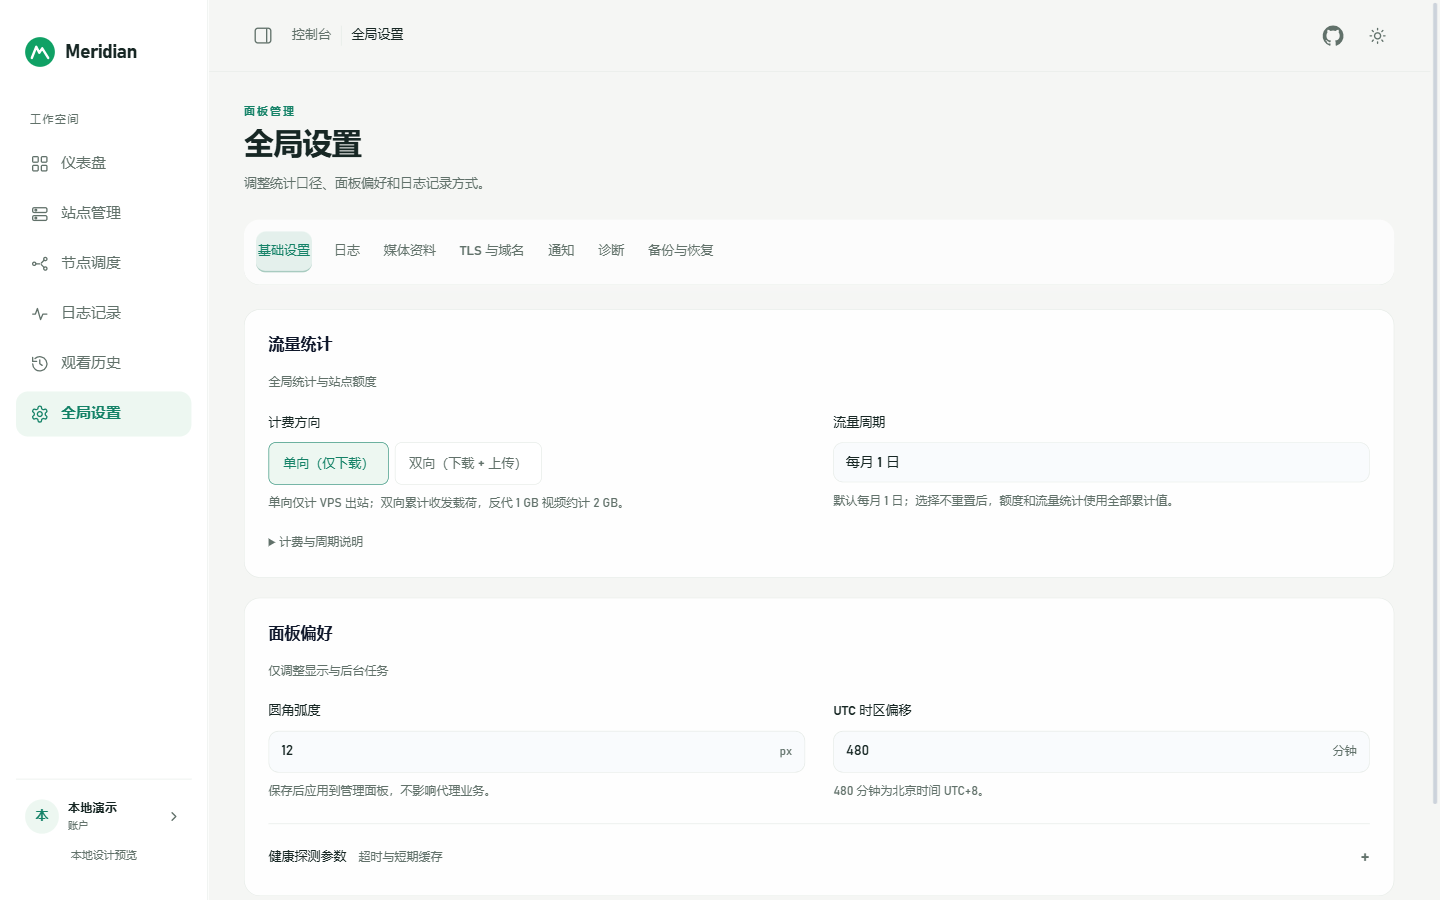 Meridian
工作空间
仪表盘
站点管理
节点调度
日志记录
观看历史
全局设置
本
本地演示
账户
本地设计预览
控制台
全局设置
面板管理
全局设置
调整统计口径、面板偏好和日志记录方式。
基础设置
日志
媒体资料
TLS 与域名
通知
诊断
备份与恢复
流量统计
全局统计与站点额度
计费方向
单向（仅下载）
双向（下载 + 上传）
单向仅计 VPS 出站；双向累计收发载荷，反代 1 GB 视频约计 2 GB。
计费与周期说明
流量周期
每月 1 日
默认每月 1 日；选择不重置后，额度和流量统计使用全部累计值。
面板偏好
仅调整显示与后台任务
圆角弧度
12 px
保存后应用到管理面板，不影响代理业务。
UTC 时区偏移
480 分钟
480 分钟为北京时间 UTC+8。
健康探测参数 超时与短期缓存 +